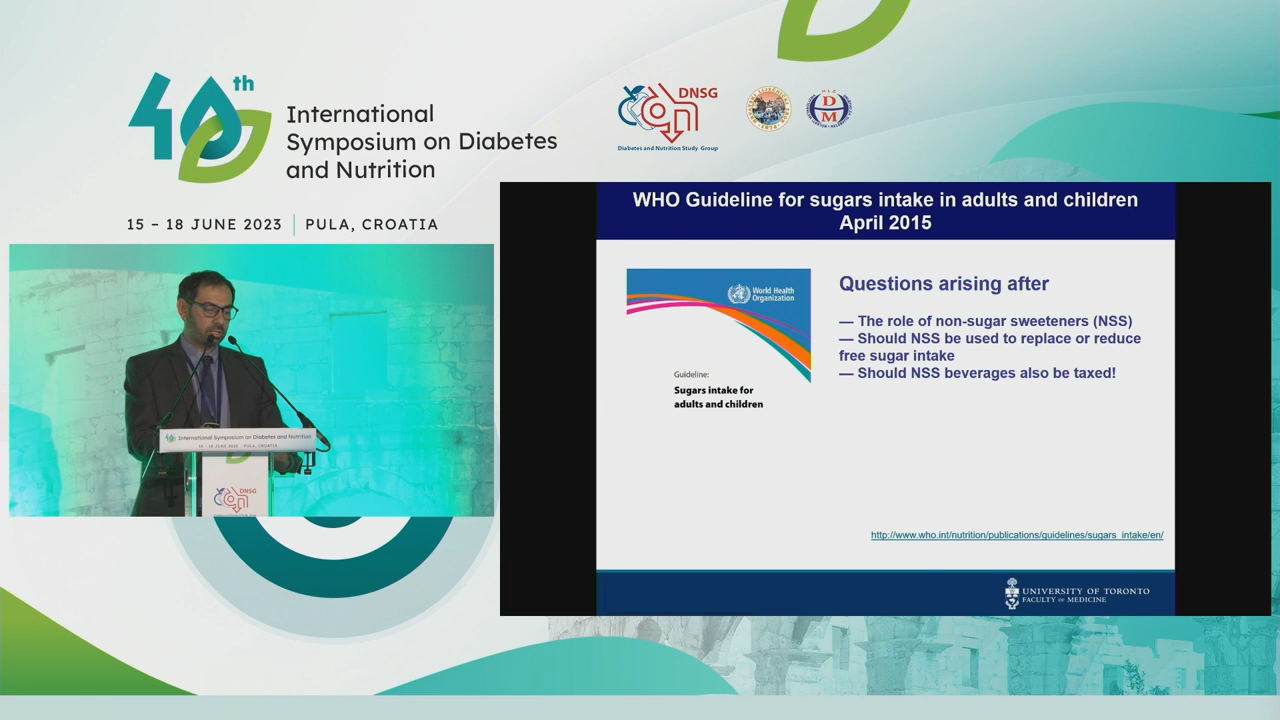 40th
International
Symposium on Diabetes
and Nutrition
15 – 18 JUNE 2023 | PULA, CROATIA
DNSG
Diabetes and Nutrition Study Group
WHO Guideline for sugars intake in adults and children
April 2015
World Health
Organization
Guideline:
Sugars intake for
adults and children
Questions arising after
— The role of non-sugar sweeteners (NSS)
— Should NSS be used to replace or reduce
free sugar intake
— Should NSS beverages also be taxed!
http://www.who.int/nutrition/publications/guidelines/sugars_intake/en/
UNIVERSITY OF TORONTO
FACULTY OF MEDICINE
International Symposium on Diabetes and Nutrition
DNSG